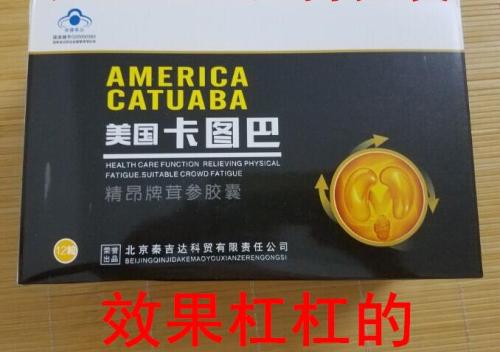 AMERICA
CATUABA
美国卡图巴
HEALTH CARE FUNCTION RELIEVING PHYSICAL
FATIGUE.SUITABLE CROWD FATIGUE
精昂牌茸参胶囊
12粒
荣誉
出品
北京秦吉达科贸有限责任公司
BEIJINGQINJIDAKEMAOYOUXIANZERENGONGSI
效果杠杠的